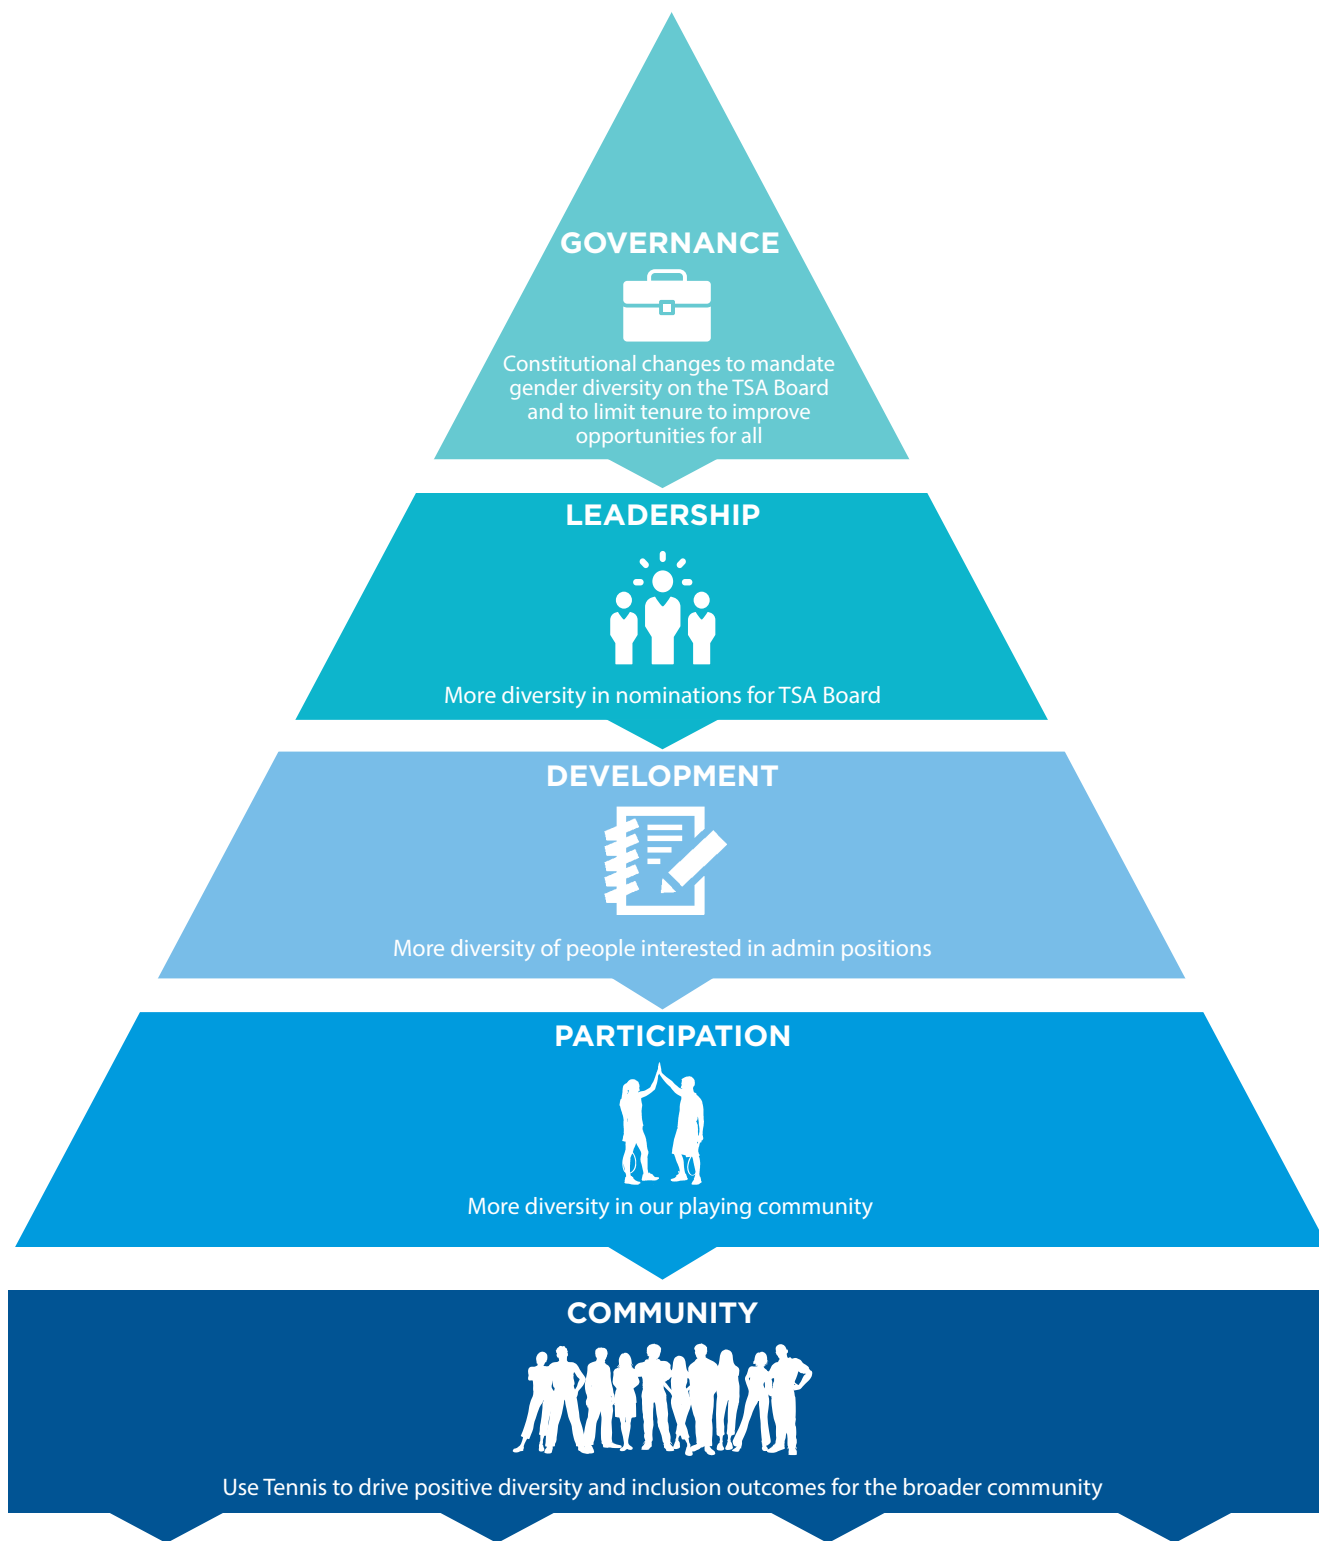 GOVERNANCE
Constitutional changes to mandate
gender diversity on the TSA Board
and to limit tenure to improve
opportunities for all
LEADERSHIP
More diversity in nominations for TSA Board
DEVELOPMENT
More diversity of people interested in admin positions
PARTICIPATION
More diversity in our playing community
COMMUNITY
Use Tennis to drive positive diversity and inclusion outcomes for the broader community